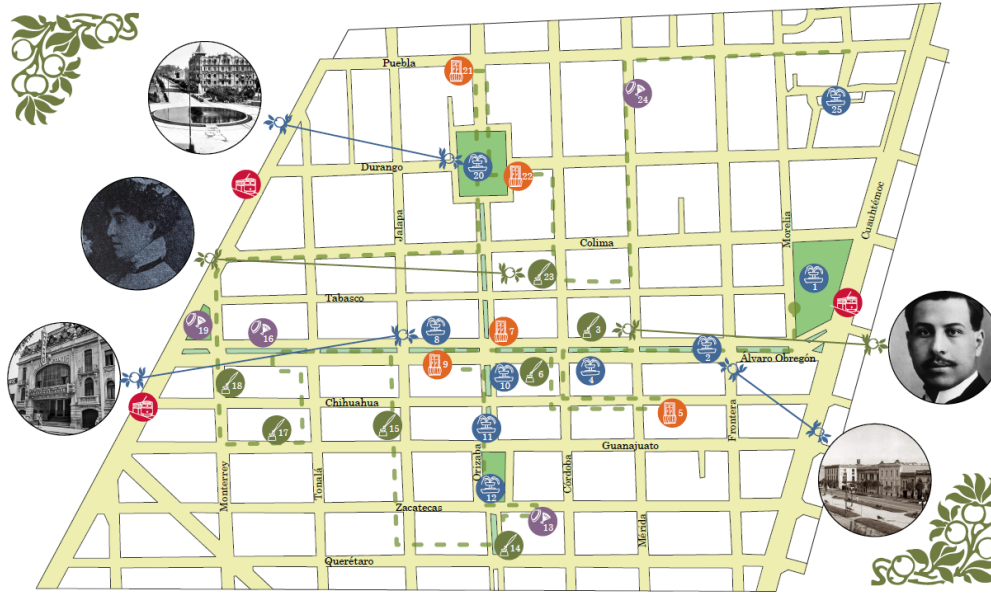 Puebla
21
24
25
Durango
20
22
Jalapa
Morelia
Cuauhtémoc
Colima
23
1
Tabasco
19
16
8
7
3
2
Álvaro Obregón
9
18
10
6
4
Chihuahua
5
Frontera
17
15
11
Orizaba
Guanajuato
Monterrey
Tonalá
Córdoba
12
Zacatecas
13
Mérida
14
Querétaro